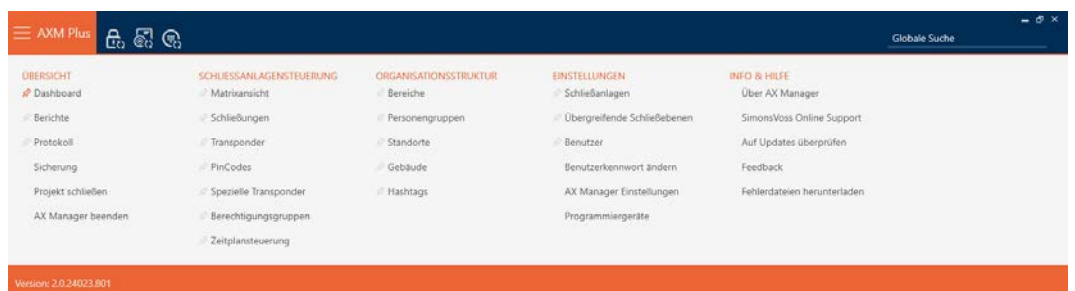 AXM Plus
Globale Suche
ÜBERSICHT
Dashboard
Berichte
Protokoll
Sicherung
Projekt schließen
AX Manager beenden
SCHLIESSANLAGENSTEUERUNG
Matrixansicht
Schließungen
Transponder
PinCodes
Spezielle Transponder
Berechtigungsgruppen
Zeitplansteuerung
ORGANISATIONSSTRUKTUR
Bereiche
Personengruppen
Standorte
Gebäude
Hashtags
EINSTELLUNGEN
Schließanlagen
Übergreifende Schließebenen
Benutzer
Benutzerkennwort ändern
AX Manager Einstellungen
Programmiergeräte
INFO & HILFE
Über AX Manager
SimonsVoss Online Support
Auf Updates überprüfen
Feedback
Fehlerdateien herunterladen
Version: 2.0.24023.801